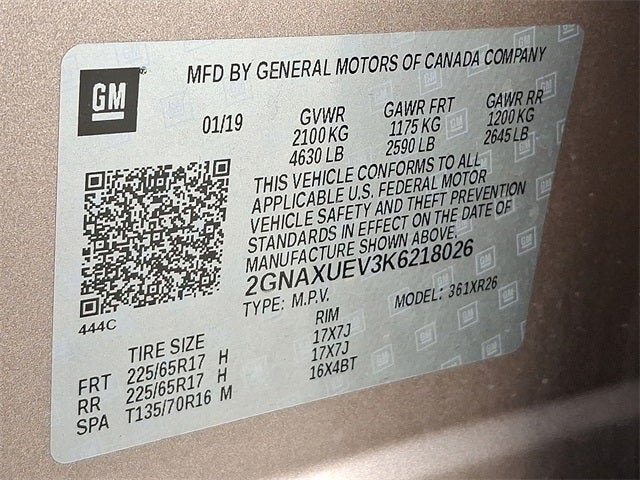 GM
MFD BY GENERAL MOTORS OF CANADA COMPANY
01/19 GVWR GAWR FRT GAWR RR
2100 KG 1175 KG 1200 KG
4630 LB 2590 LB 2645 LB
THIS VEHICLE CONFORMS TO ALL
APPLICABLE U.S. FEDERAL MOTOR
VEHICLE SAFETY AND THEFT PREVENTION
STANDARDS IN EFFECT ON THE DATE OF
MANUFACTURE SHOWN ABOVE.
2GNAXUEV3K6218026
TYPE: M.P.V. MODEL: 361XR26
444C
TIRE SIZE RIM
FRT 225/65R17 H 17X7J
RR 225/65R17 H 17X7J
SPA T135/70R16 M 16X4BT